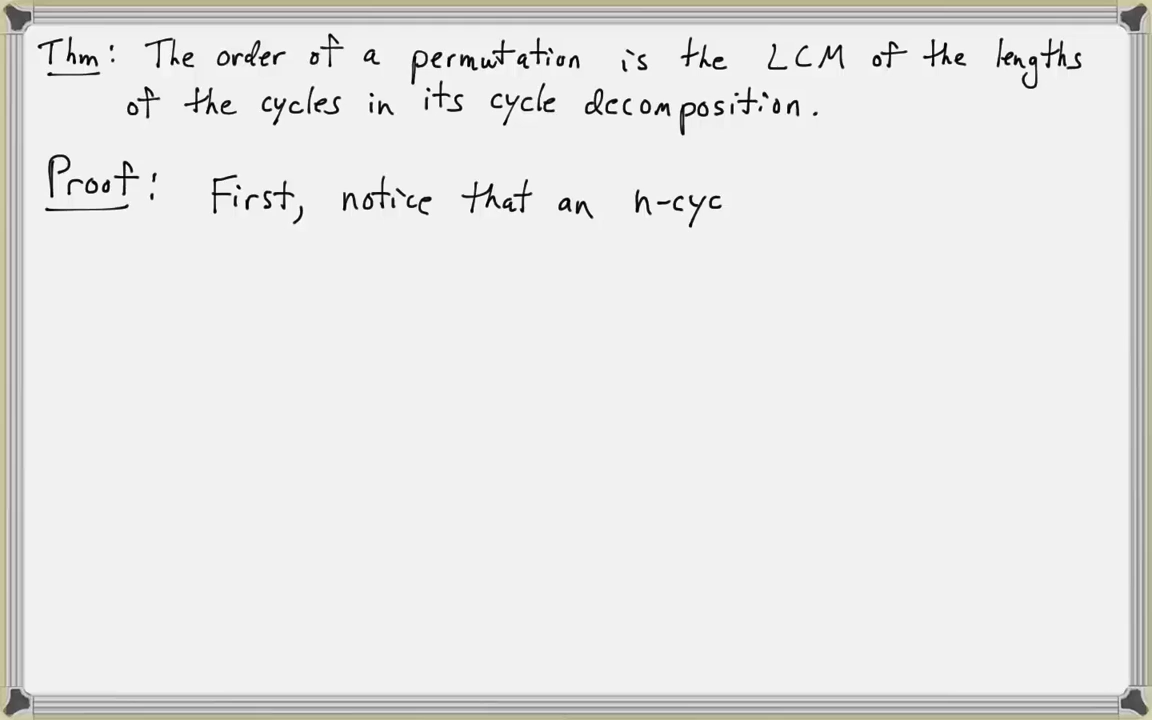 Thm: The order of a permutation is the LCM of the lengths
of the cycles in its cycle decomposition.
Proof: First, notice that an n-cyc